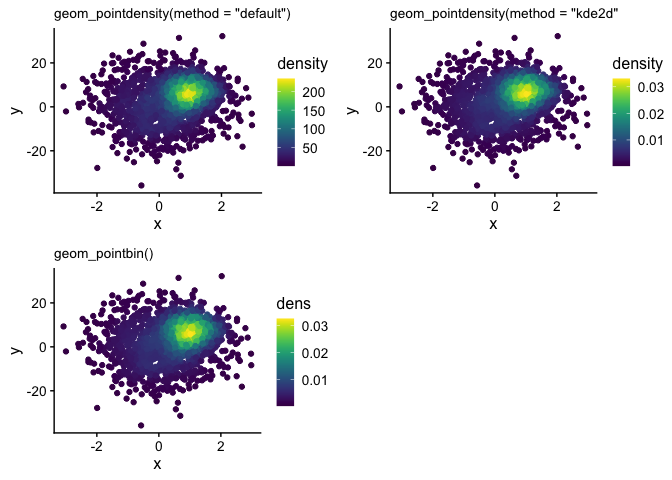 geom_pointdensity(method = "default")
density
200
150
100
50
20
0
-20
y
-2
0
2
x
geom_pointdensity(method = "kde2d"
density
0.03
0.02
0.01
20
0
-20
y
-2
0
2
x
geom_pointbin()
dens
0.03
0.02
0.01
20
0
-20
y
-2
0
2
x